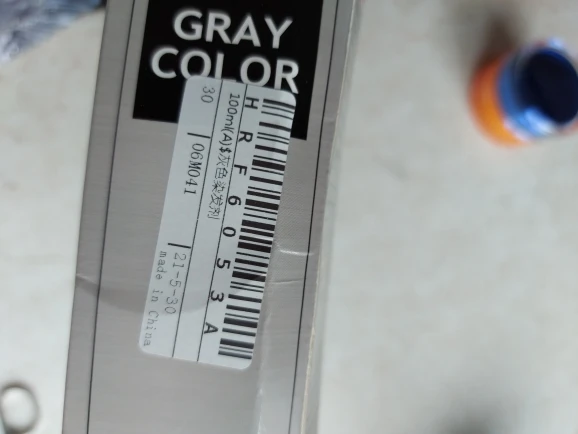 GRAY
COLOR
HRF6053A
100ml(A)$灰色染发剂
30
06M041
21-5-30
made in China